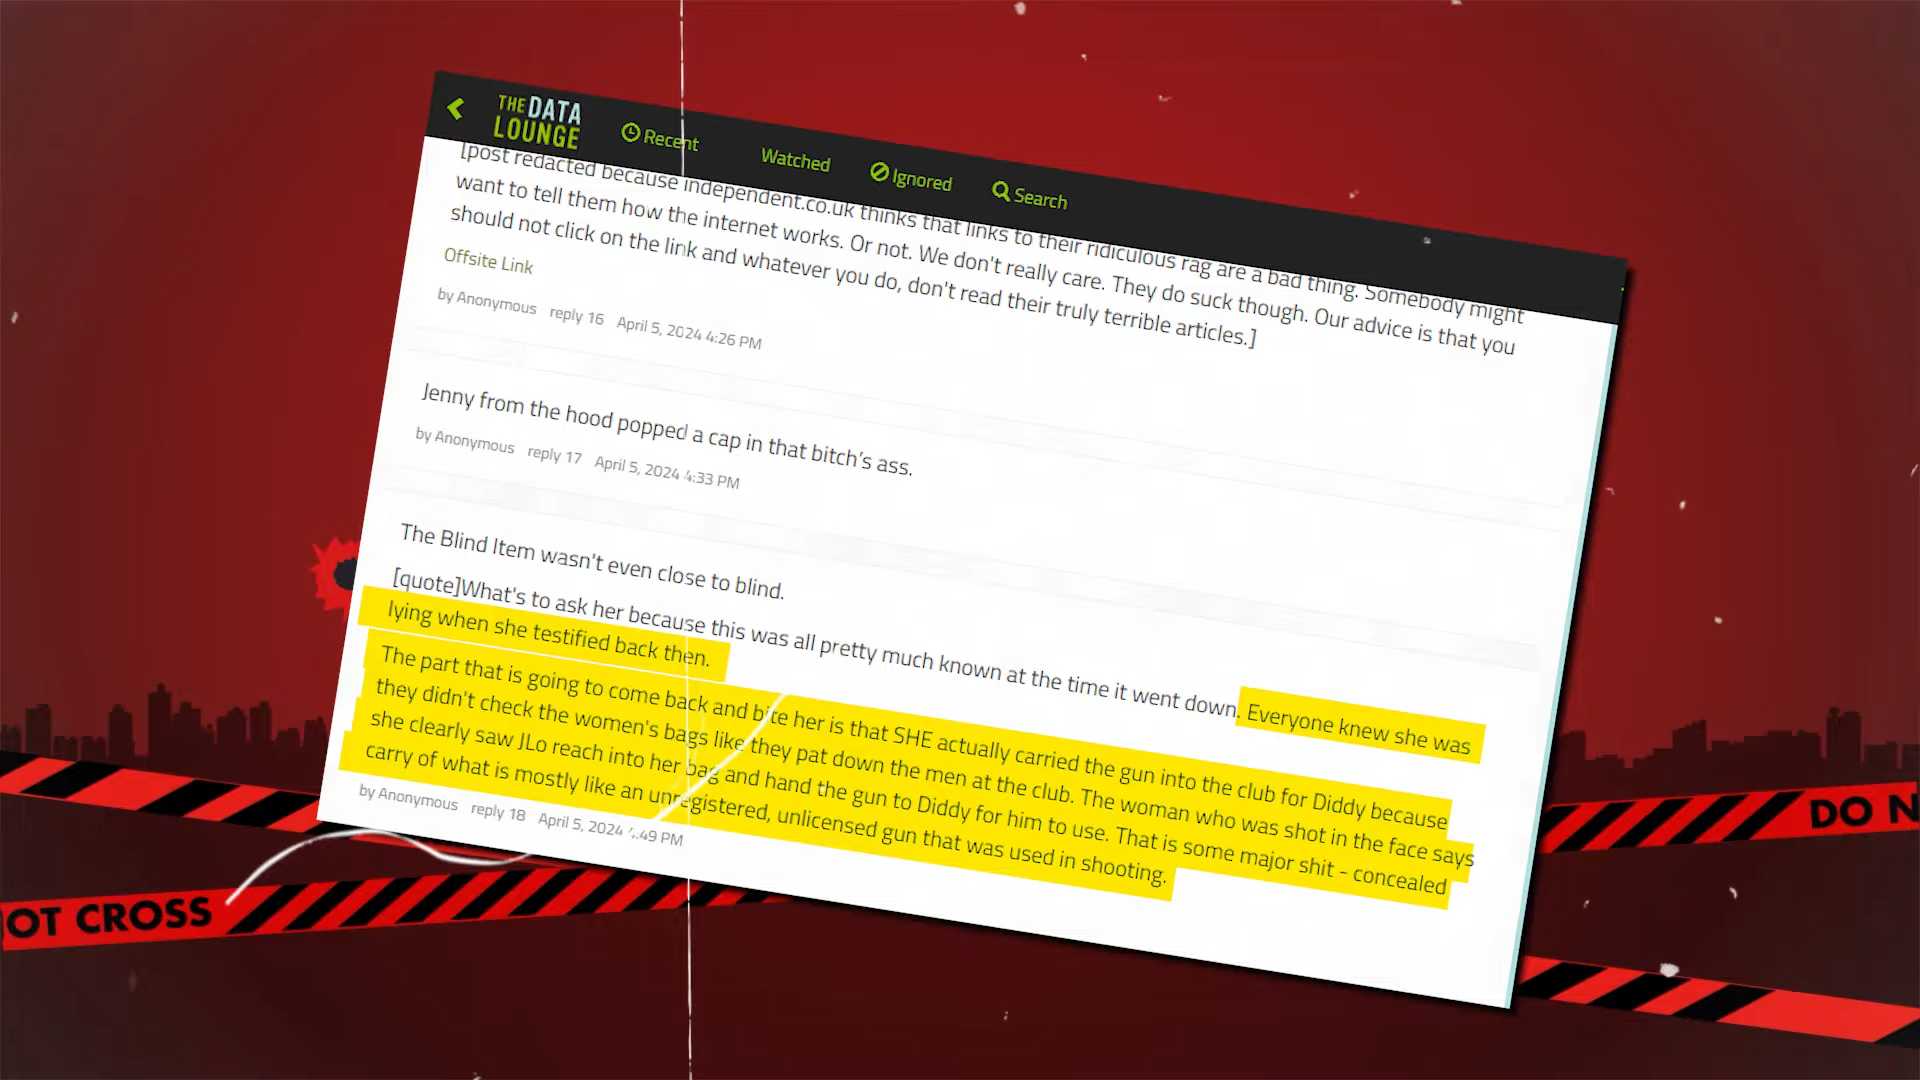 THE DATA
LOUNGE
Recent
Watched
Ignored
Search
[post redacted because independent.co.uk thinks that links to their ridiculous rag are a bad thing. Somebody might
want to tell them how the internet works. Or not. We don't really care. They do suck though. Our advice is that you
should not click on the link and whatever you do, don't read their truly terrible articles.]
Offsite Link
by Anonymous reply 16 April 5, 2024 4:26 PM
Jenny from the hood popped a cap in that bitch's ass.
by Anonymous reply 17 April 5, 2024 4:33 PM
The Blind Item wasn't even close to blind.
[quote]What's to ask her because this was all pretty much known at the time it went down. Everyone knew she was
lying when she testified back then.
The part that is going to come back and bite her is that SHE actually carried the gun into the club for Diddy because
they didn't check the women's bags like they pat down the men at the club. The woman who was shot in the face says
she clearly saw JLo reach into her bag and hand the gun to Diddy for him to use. That is some major shit - concealed
carry of what is mostly like an unregistered, unlicensed gun that was used in shooting.
by Anonymous reply 18 April 5, 2024 4:49 PM
DO N
OT CROSS